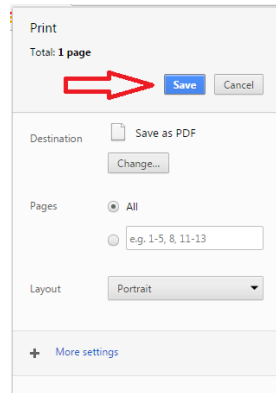 Print
Total: 1 page
Save Cancel
Destination Save as PDF
Change...
Pages All
e.g. 1-5, 8, 11-13
Layout Portrait
More settings